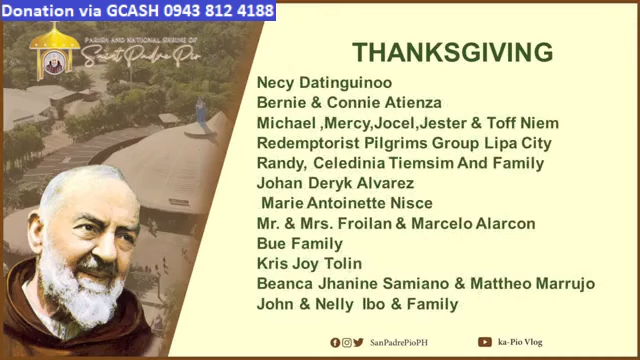 Donation via GCASH 0943 812 4188
PARISH AND NATIONAL SHRINE OF
Saint Padre Pio
THANKSGIVING
Necy Datinguinoo
Bernie & Connie Atienza
Michael ,Mercy,Jocel,Jester & Toff Niem
Redemptorist Pilgrims Group Lipa City
Randy, Celedinia Tiemsim And Family
Johan Deryk Alvarez
Marie Antoinette Nisce
Mr. & Mrs. Froilan & Marcelo Alarcon
Bue Family
Kris Joy Tolin
Beanca Jhanine Samiano & Mattheo Marrujo
John & Nelly Ibo & Family
SanPadrePioPH
ka-Pio Vlog